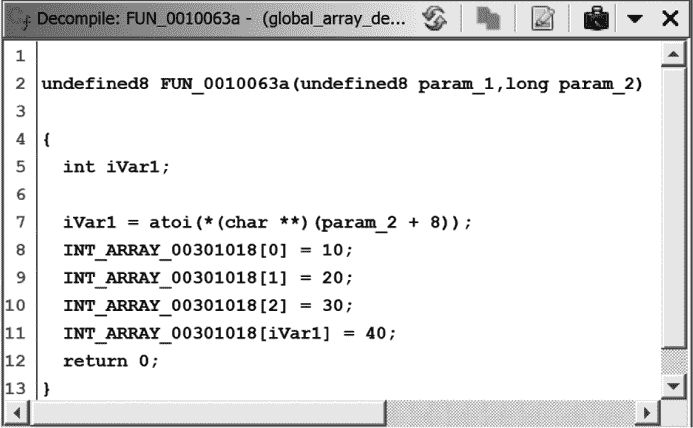 Decompile: FUN_0010063a - (global_array_de...
1
2 undefined8 FUN_0010063a(undefined8 param_1,long param_2)
3
4 {
5 int iVar1;
6
7 iVar1 = atoi(*(char **)(param_2 + 8));
8 INT_ARRAY_00301018[0] = 10;
9 INT_ARRAY_00301018[1] = 20;
10 INT_ARRAY_00301018[2] = 30;
11 INT_ARRAY_00301018[iVar1] = 40;
12 return 0;
13 }